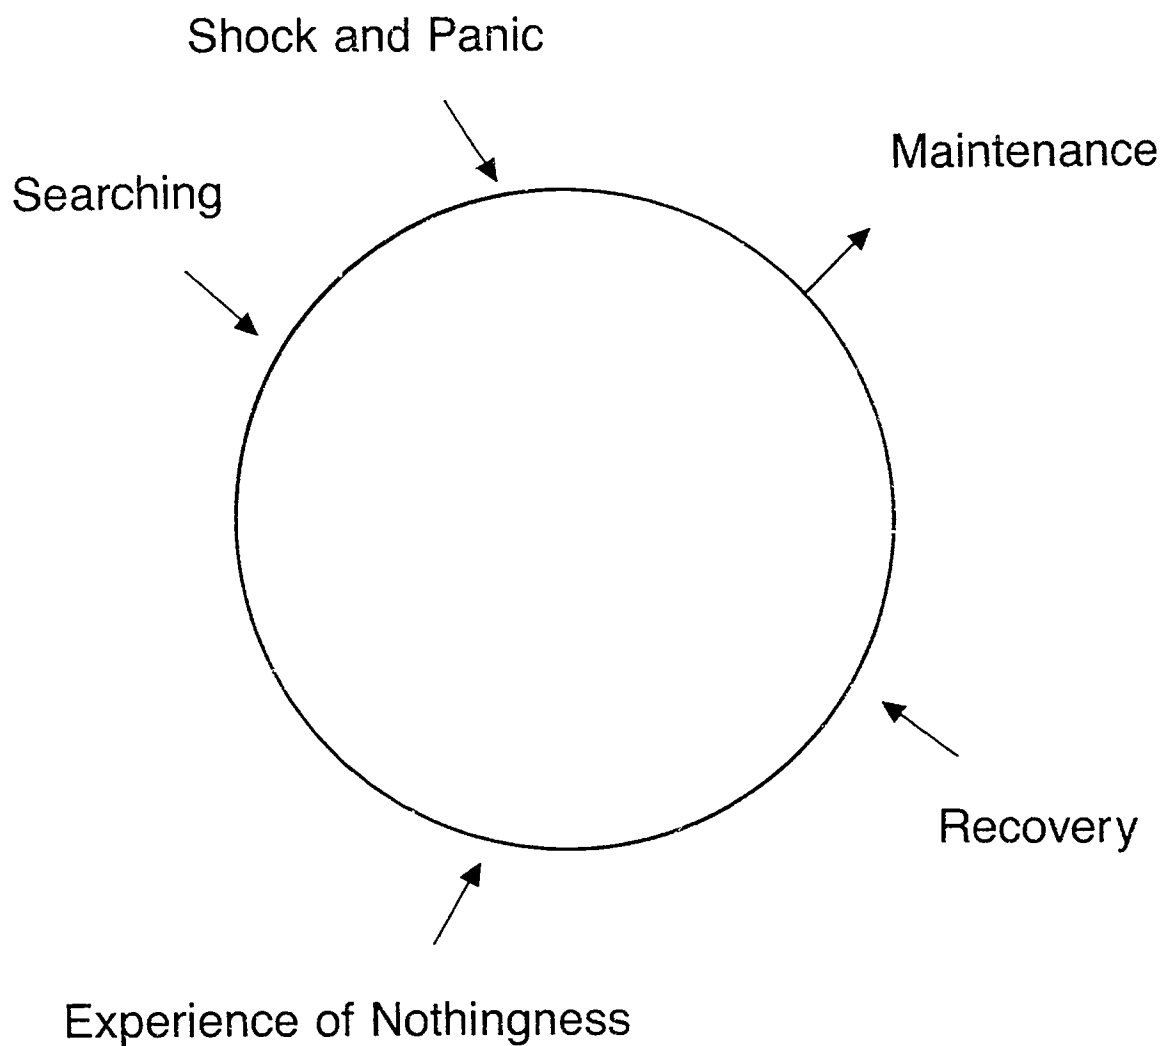 Shock and Panic
Maintenance
Searching
Recovery
Experience of Nothingness